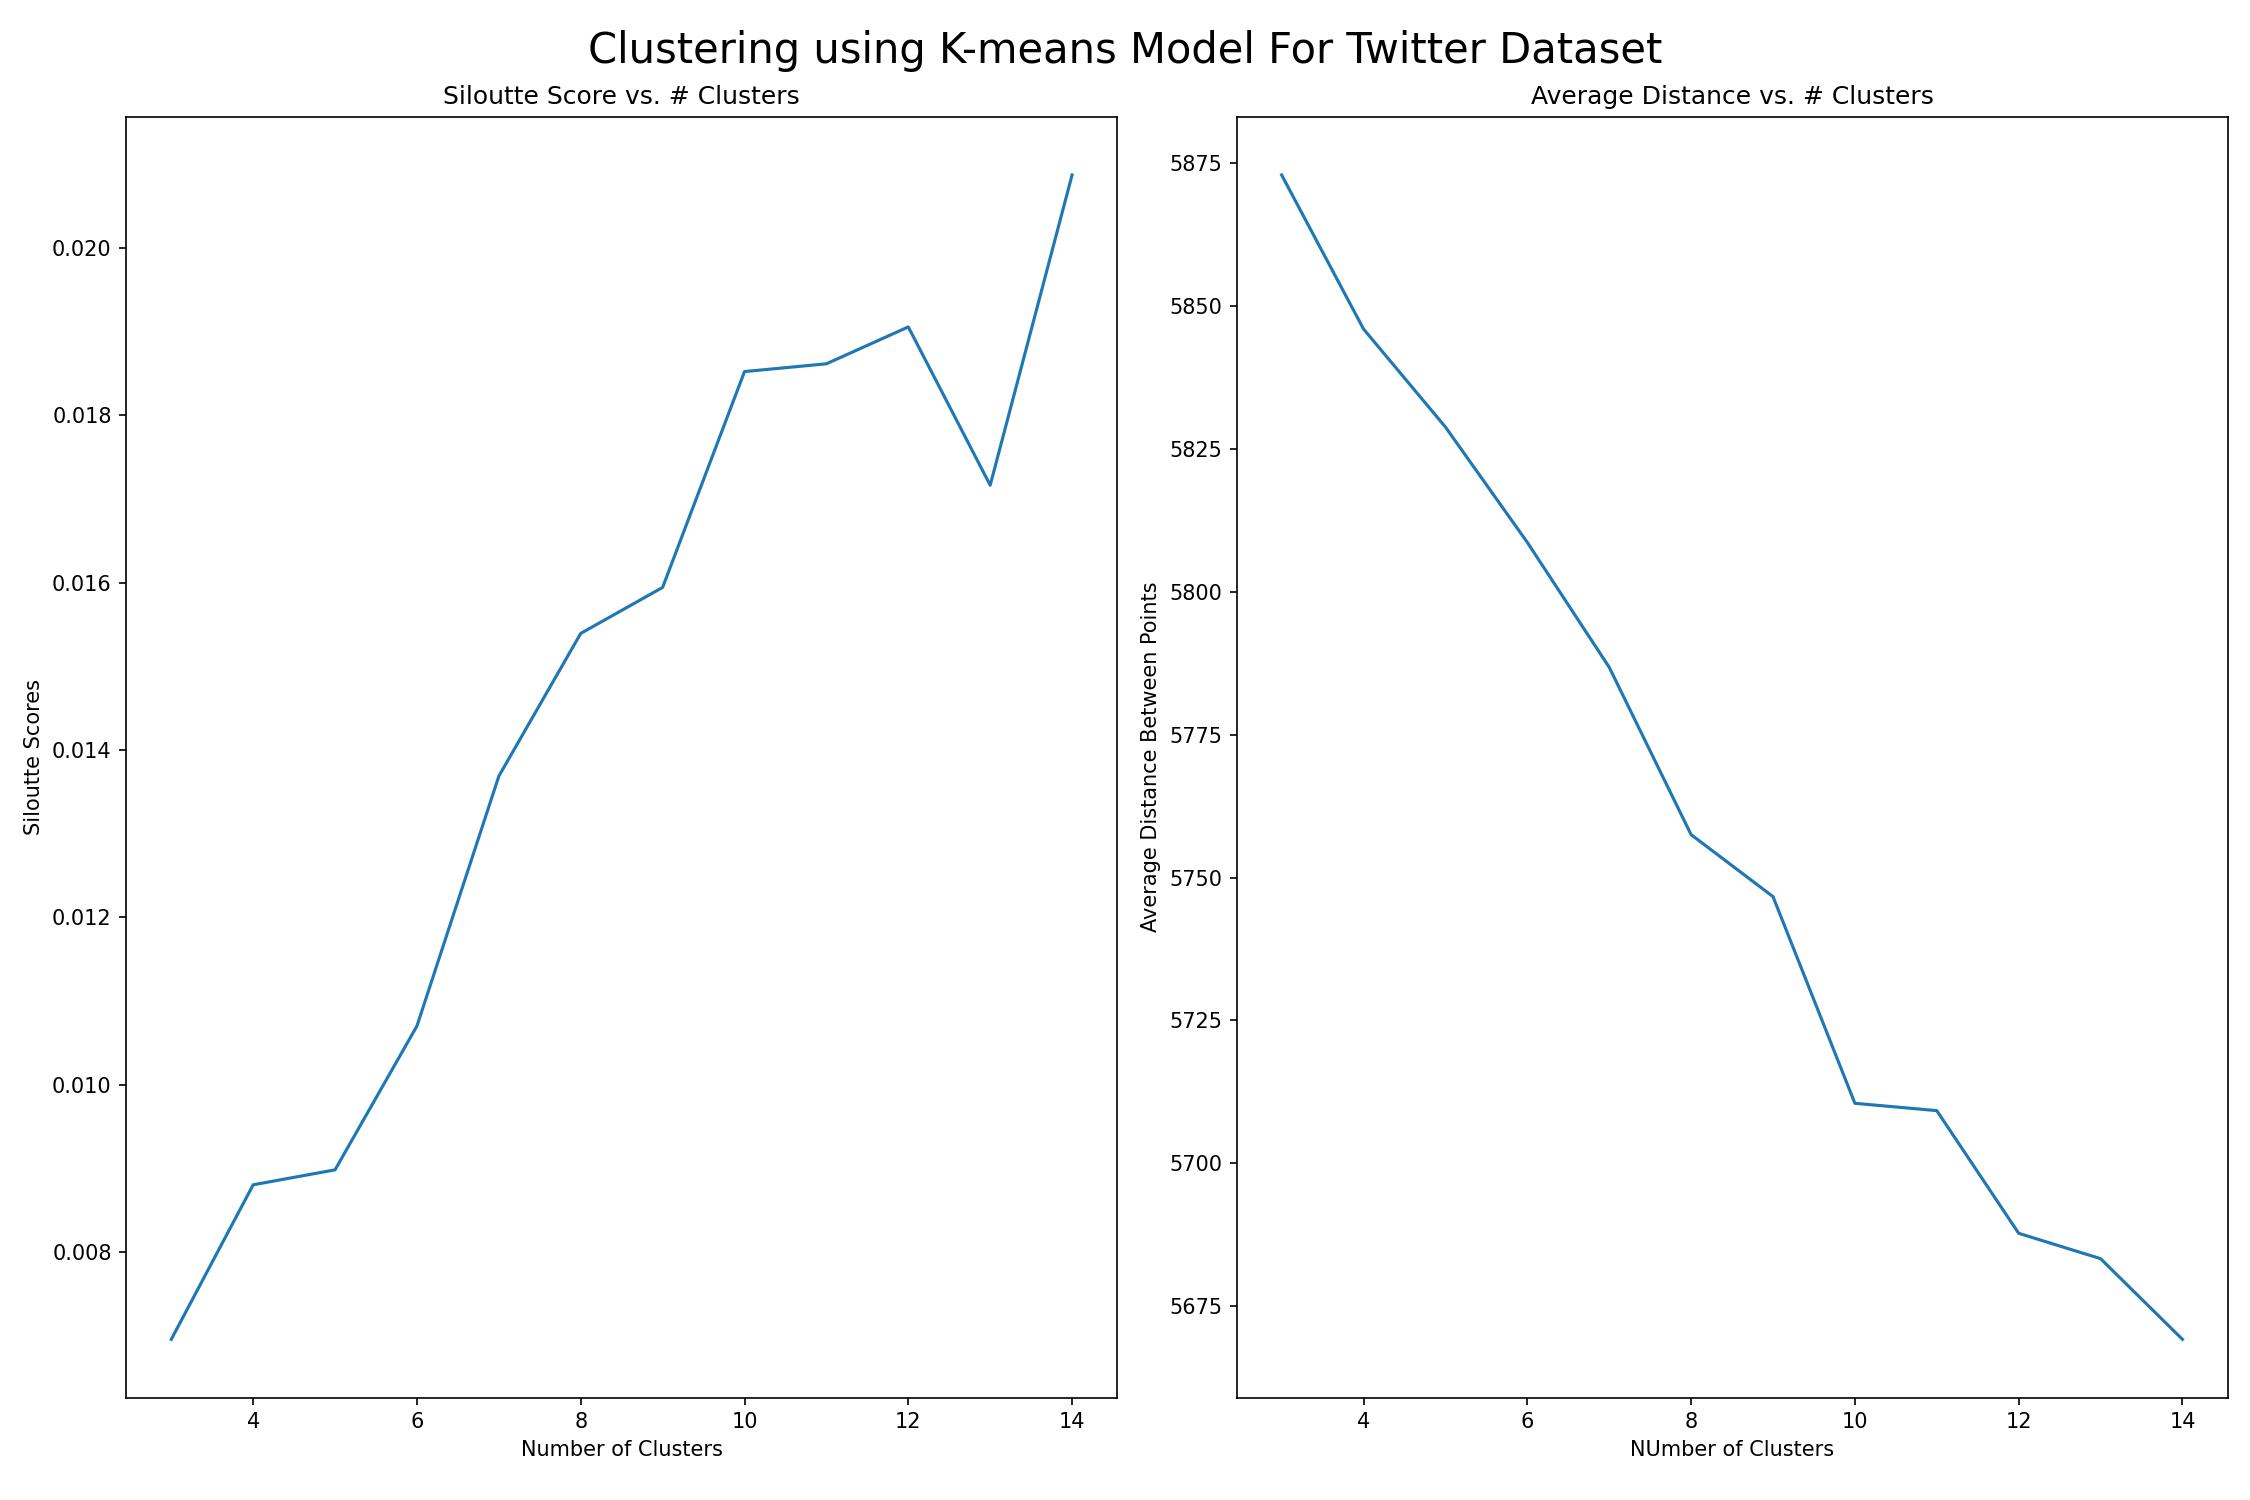 Clustering using K-means Model For Twitter Dataset
Siloutte Score vs. # Clusters
Siloutte Scores
0.020
0.018
0.016
0.014
0.012
0.010
0.008
4 6 8 10 12 14
Number of Clusters
Average Distance vs. # Clusters
Average Distance Between Points
5875
5850
5825
5800
5775
5750
5725
5700
5675
4 6 8 10 12 14
NUmber of Clusters